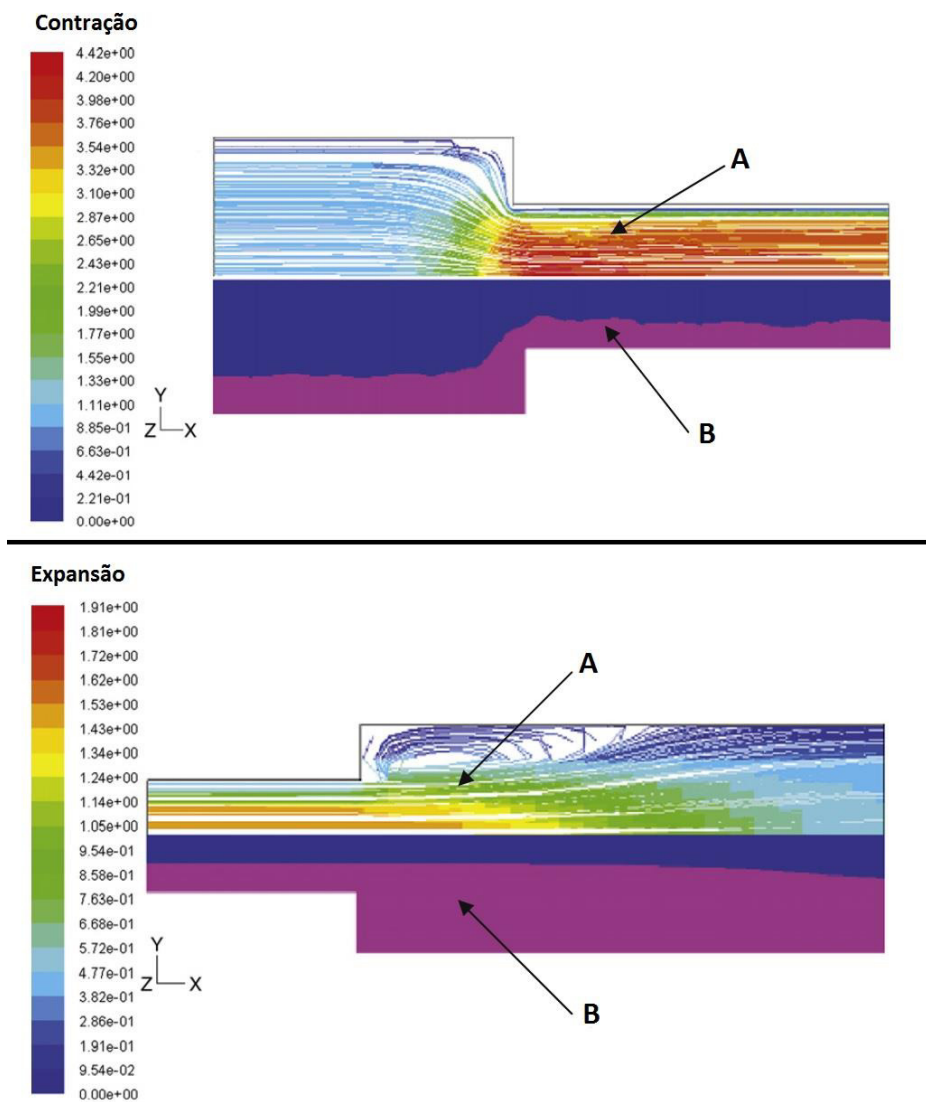 Contração
4.42e+00
4.20e+00
3.98e+00
3.76e+00
3.54e+00
3.32e+00
3.10e+00
2.87e+00
2.65e+00
2.43e+00
2.21e+00
1.99e+00
1.77e+00
1.55e+00
1.33e+00
1.11e+00
8.85e-01
6.63e-01
4.42e-01
2.21e-01
0.00e+00
Y
Z X
A
B
Expansão
1.91e+00
1.81e+00
1.72e+00
1.62e+00
1.53e+00
1.43e+00
1.34e+00
1.24e+00
1.14e+00
1.05e+00
9.54e-01
8.58e-01
7.63e-01
6.68e-01
5.72e-01
4.77e-01
3.82e-01
2.86e-01
1.91e-01
9.54e-02
0.00e+00
Y
Z X
A
B